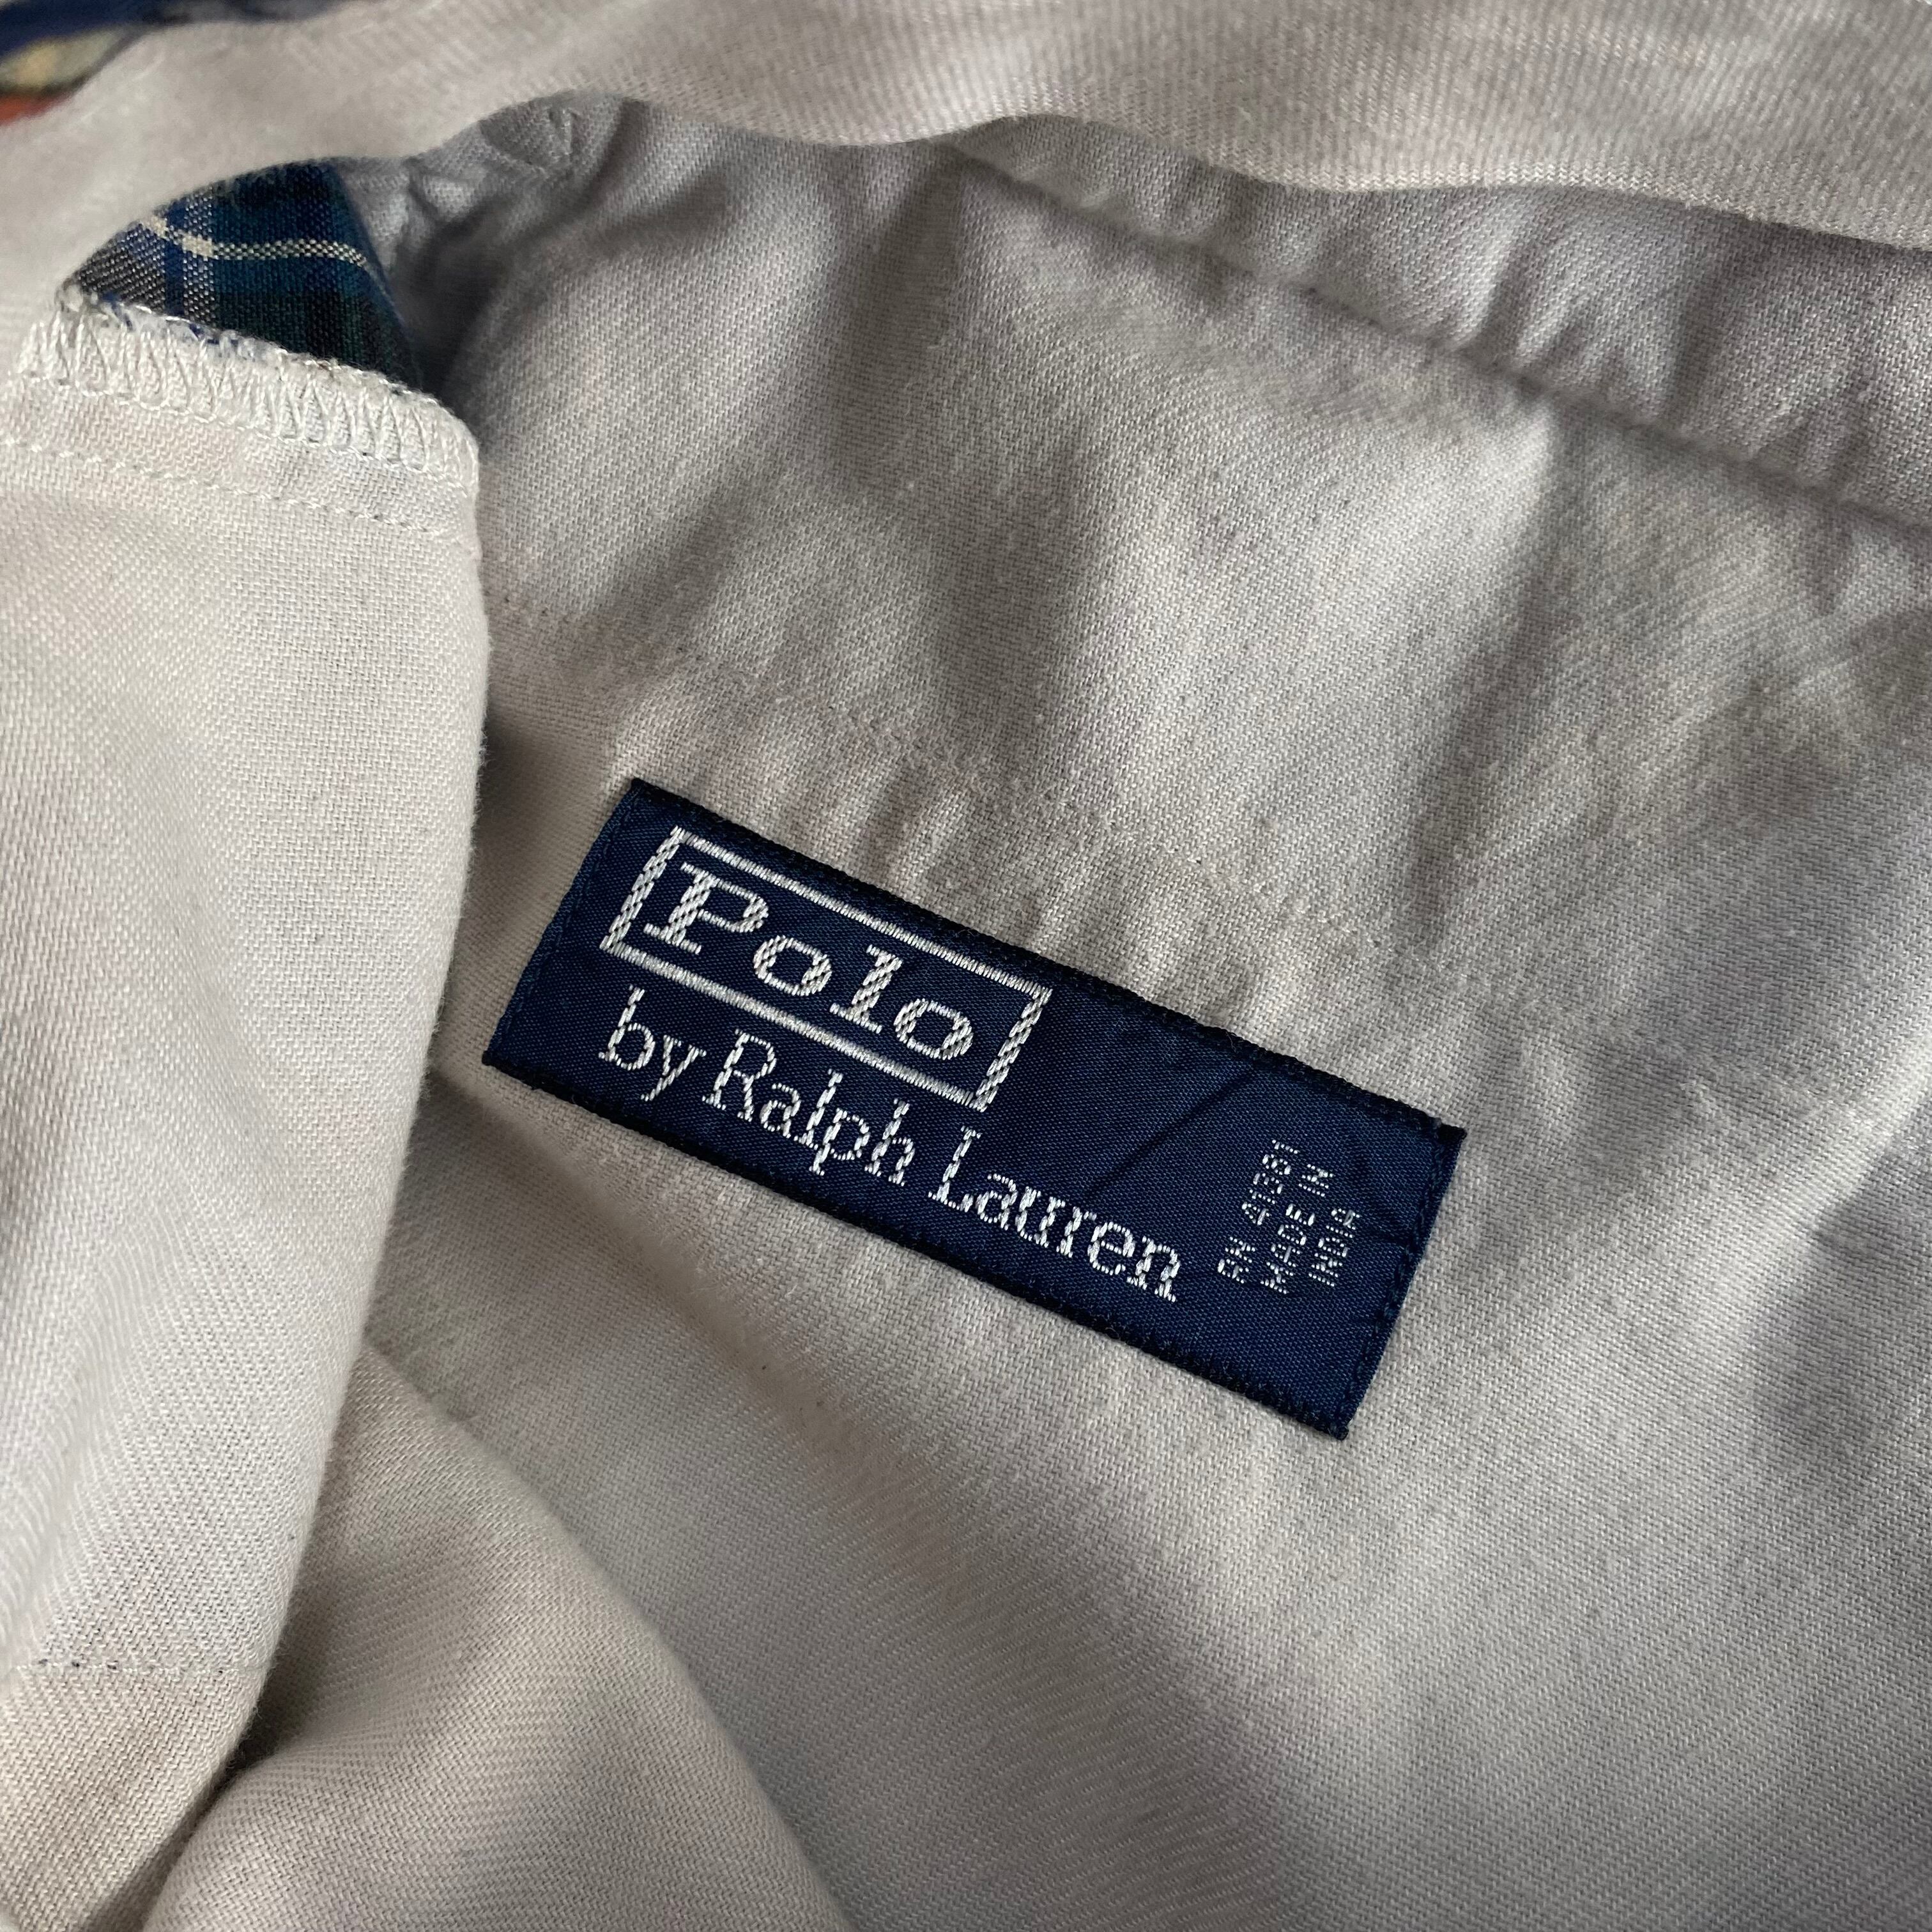 Polo
by Ralph Lauren
RN 41381
MADE IN
INDIA